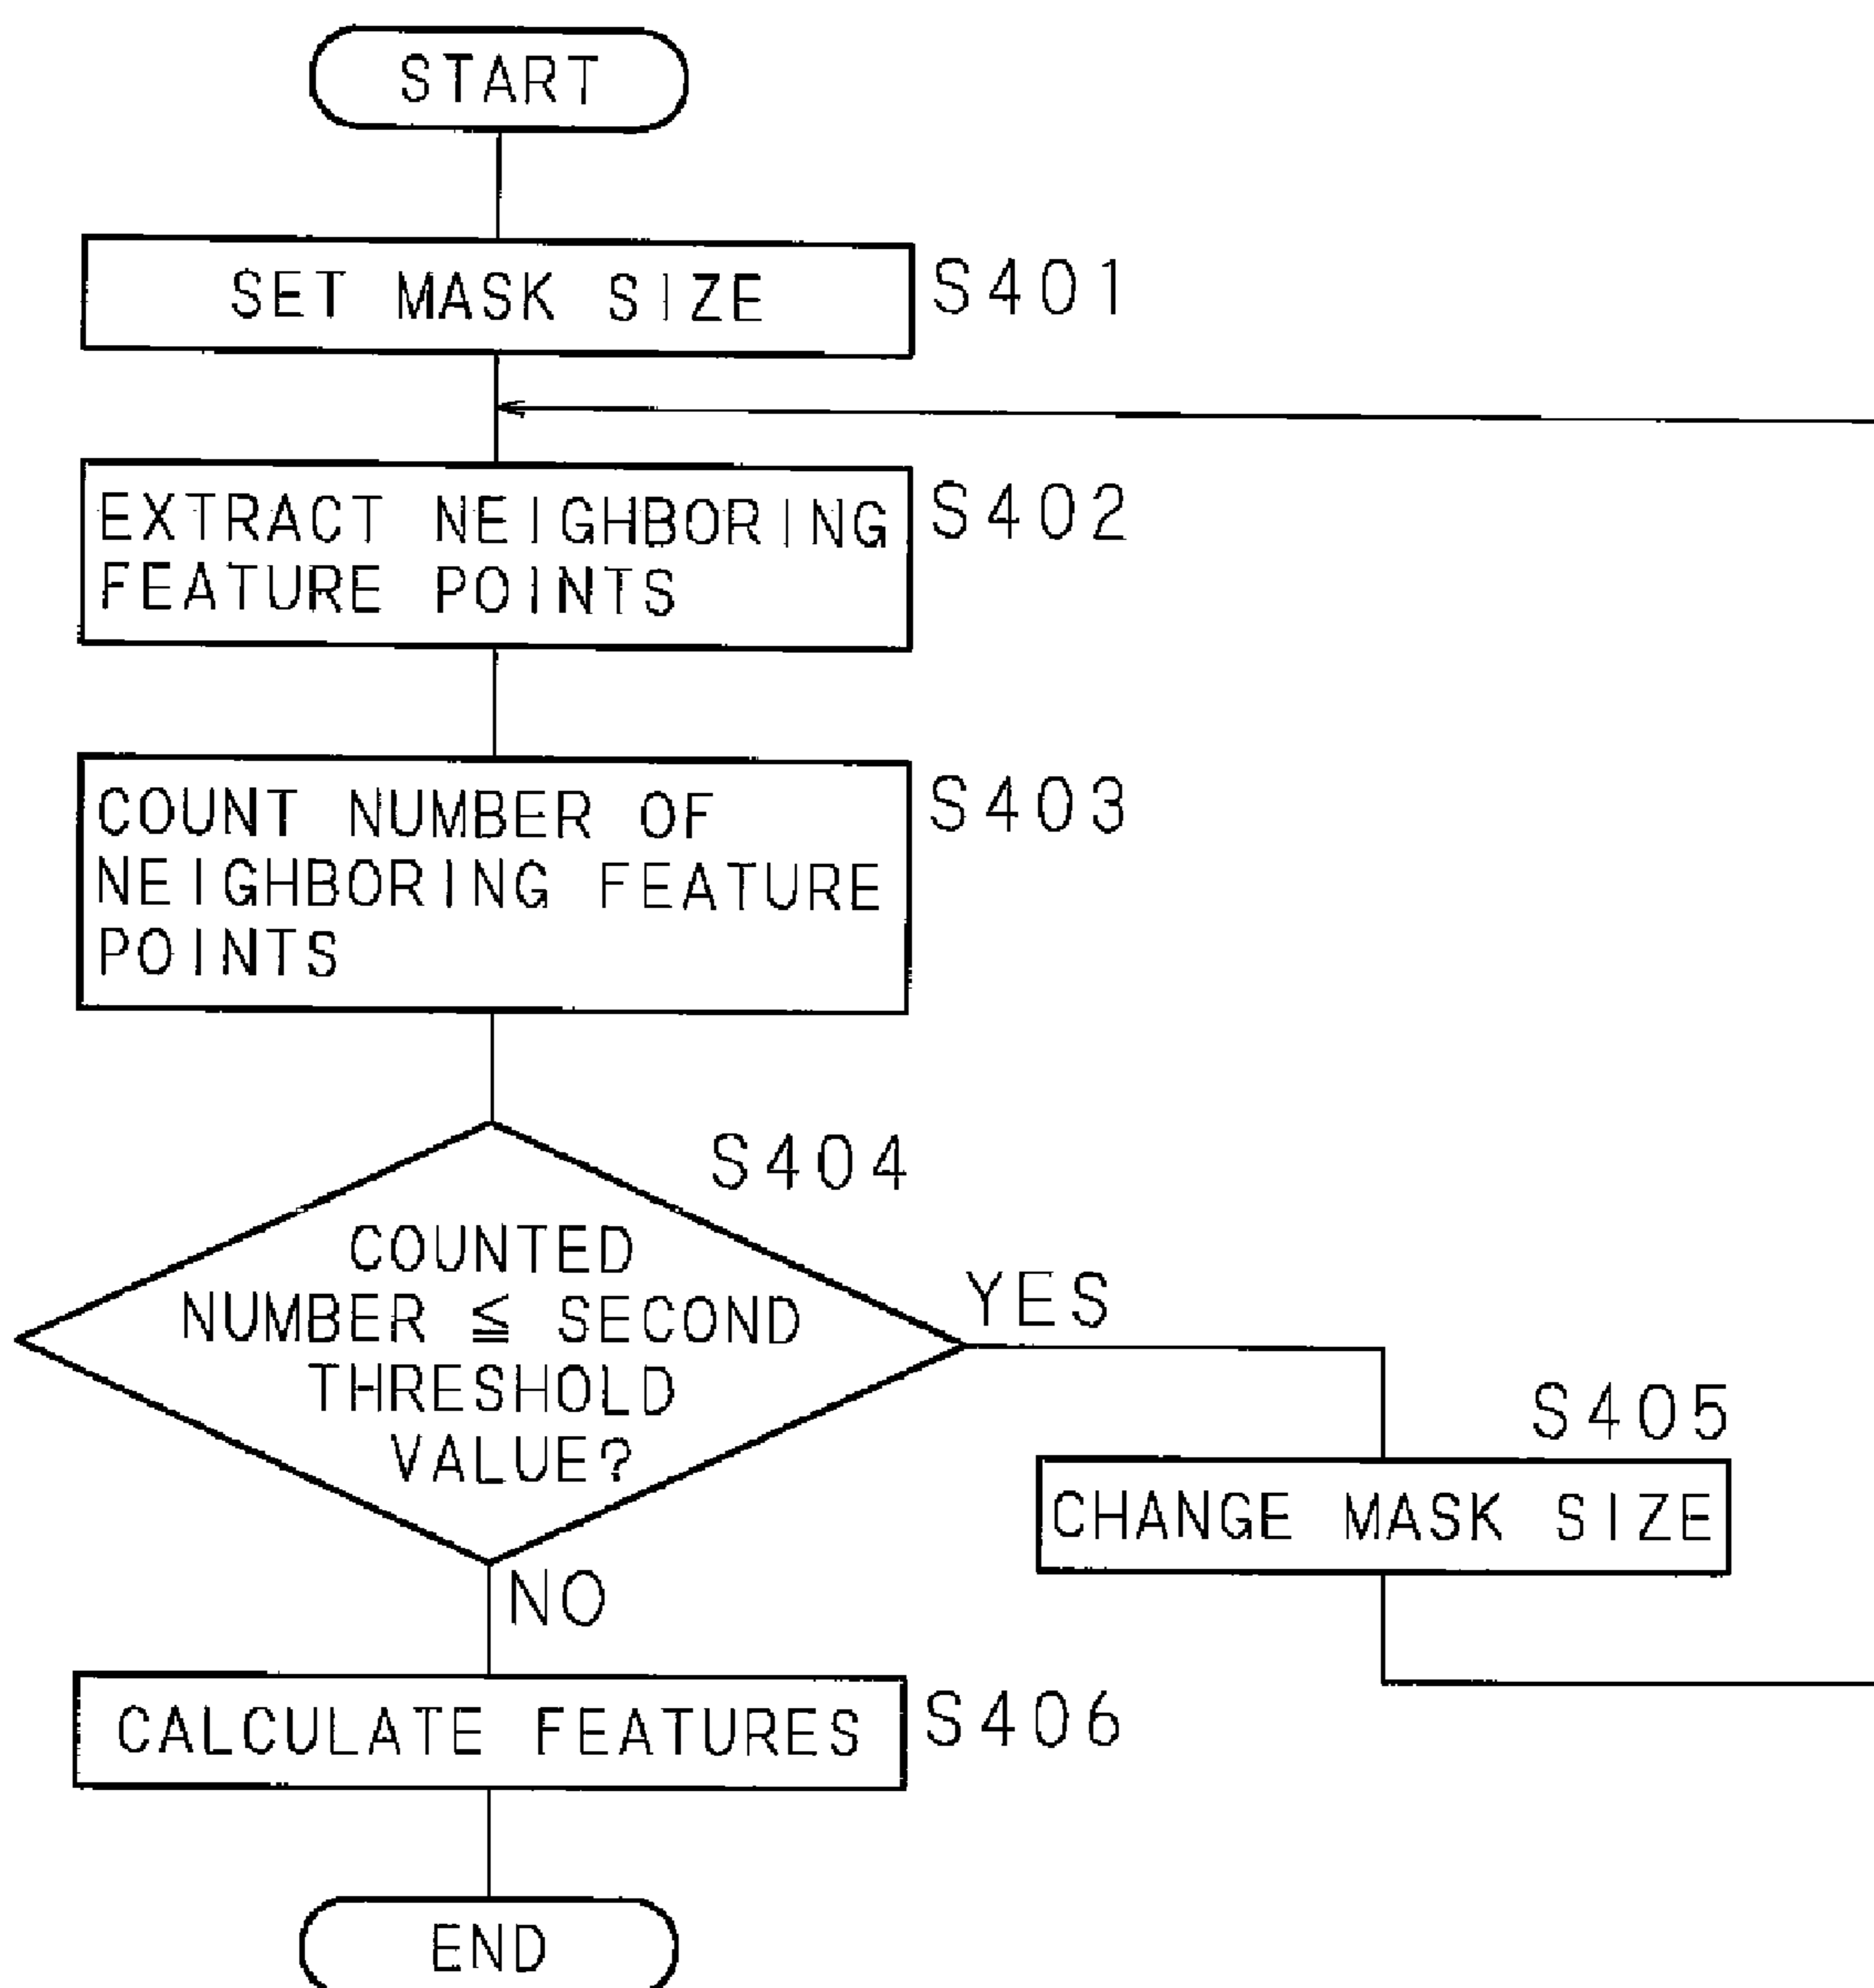 START
SET MASK SIZE
S401
EXTRACT NEIGHBORING
FEATURE POINTS
S402
COUNT NUMBER OF
NEIGHBORING FEATURE
POINTS
S403
S404
COUNTED
NUMBER ≦ SECOND
THRESHOLD
VALUE?
YES
S405
CHANGE MASK SIZE
NO
CALCULATE FEATURES
S406
END